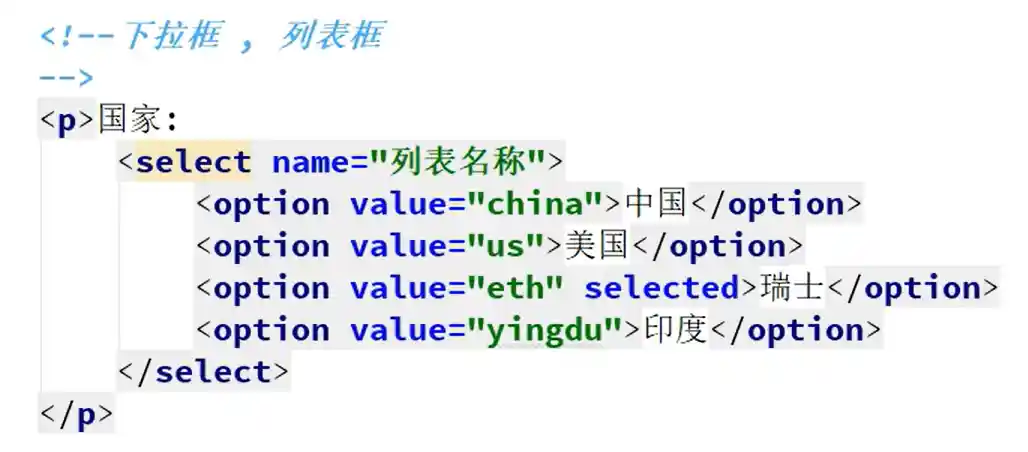 <!--下拉框 , 列表框
-->
<p>国家:
<select name="列表名称">
<option value="china">中国</option>
<option value="us">美国</option>
<option value="eth" selected>瑞士</option>
<option value="yingdu">印度</option>
</select>
</p>